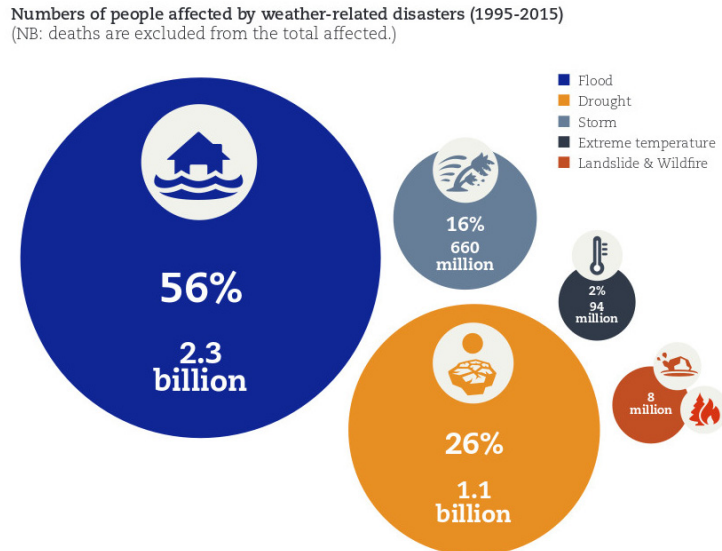 Numbers of people affected by weather-related disasters (1995-2015)
(NB: deaths are excluded from the total affected.)
Flood
Drought
Storm
Extreme temperature
Landslide & Wildfire
56%
2.3
billion
16%
660
million
2%
94
million
26%
1.1
billion
8
million